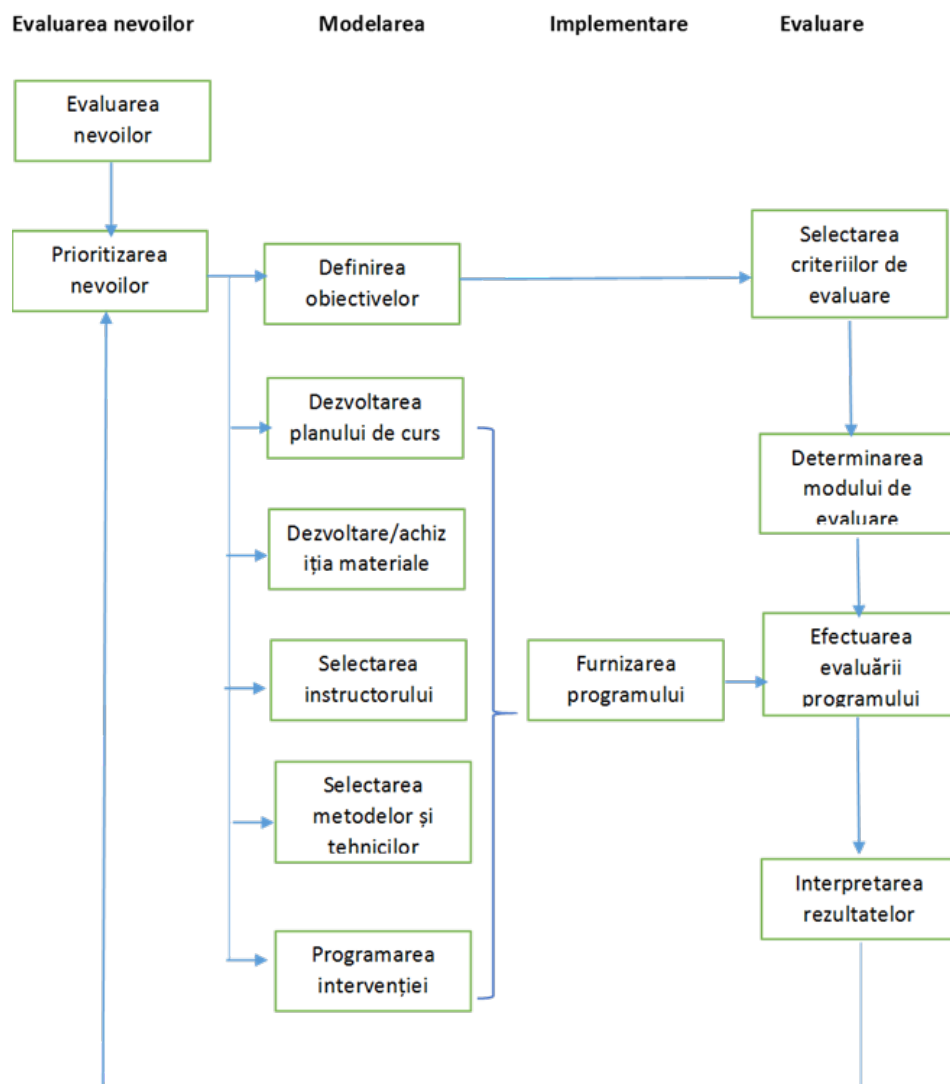 Evaluarea nevoilor
Modelarea
Implementare
Evaluare
Evaluarea
nevoilor
Prioritizarea
nevoilor
Definirea
obiectivelor
Selectarea
criteriilor de
evaluare
Dezvoltarea
planului de curs
Determinarea
modului de
evaluare
Dezvoltare/achiz
iția materiale
Selectarea
instructorului
Furnizarea
programului
Efectuarea
evaluării
programului
Selectarea
metodelor și
tehnicilor
Interpretarea
rezultatelor
Programarea
intervenției